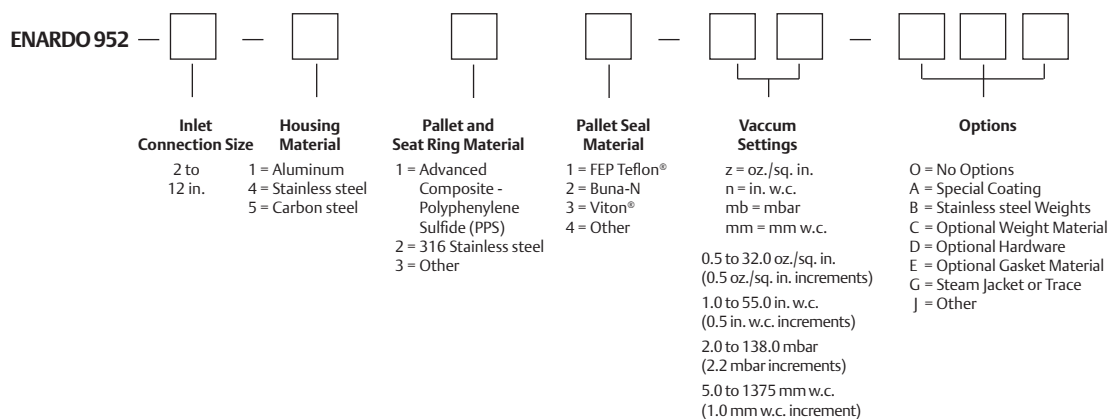 ENARDO 952 — — — —
Inlet
Connection Size
2 to
12 in.
Housing
Material
1 = Aluminum
4 = Stainless steel
5 = Carbon steel
Pallet and
Seat Ring Material
1 = Advanced
Composite -
Polyphenylene
Sulfide (PPS)
2 = 316 Stainless steel
3 = Other
Pallet Seal
Material
1 = FEP Teflon®
2 = Buna-N
3 = Viton®
4 = Other
Vaccum
Settings
z = oz./sq. in.
n = in. w.c.
mb = mbar
mm = mm w.c.
0.5 to 32.0 oz./sq. in.
(0.5 oz./sq. in. increments)
1.0 to 55.0 in. w.c.
(0.5 in. w.c. increments)
2.0 to 138.0 mbar
(2.2 mbar increments)
5.0 to 1375 mm w.c.
(1.0 mm w.c. increment)
Options
O = No Options
A = Special Coating
B = Stainless steel Weights
C = Optional Weight Material
D = Optional Hardware
E = Optional Gasket Material
G = Steam Jacket or Trace
J = Other